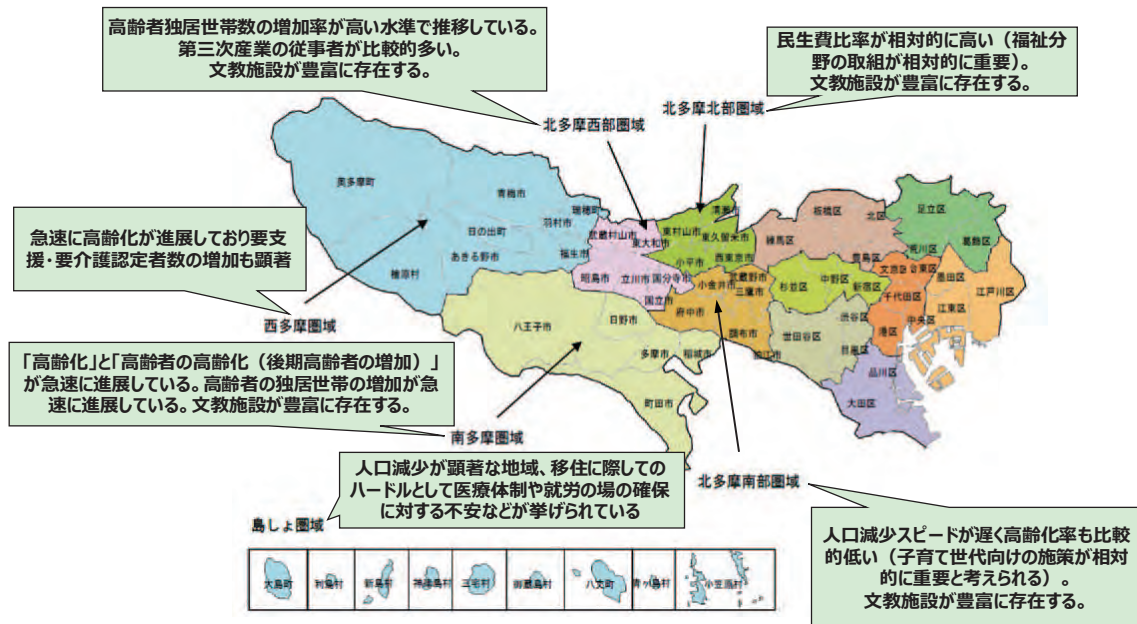 高齢者独居世帯数の増加率が高い水準で推移している。
第三次産業の従事者が比較的多い。
文教施設が豊富に存在する。
民生費比率が相対的に高い（福祉分
野の取組が相対的に重要）。
文教施設が豊富に存在する。
北多摩西部圏域
北多摩北部圏域
奥多摩町
青梅市
瑞穂町
羽村市
日の出町
福生市
あきる野市
檜原村
武蔵村山市
東大和市
東村山市
清瀬市
東久留米市
小平市
西東京市
昭島市
立川市
国分寺市
国立市
小金井市
武蔵野市
三鷹市
府中市
調布市
狛江市
八王子市
日野市
多摩市
稲城市
町田市
板橋区
北区
足立区
練馬区
豊島区
荒川区
葛飾区
文京区
台東区
墨田区
杉並区
中野区
新宿区
千代田区
江戸川区
江東区
中央区
渋谷区
港区
世田谷区
目黒区
品川区
大田区
急速に高齢化が進展しており要支
援・要介護認定者数の増加も顕著
西多摩圏域
「高齢化」と「高齢者の高齢化（後期高齢者の増加）」
が急速に進展している。高齢者の独居世帯の増加が急
速に進展している。文教施設が豊富に存在する。
南多摩圏域
人口減少が顕著な地域、移住に際しての
ハードルとして医療体制や就労の場の確保
に対する不安などが挙げられている
北多摩南部圏域
島しょ圏域
人口減少スピードが遅く高齢化率も比較
的低い（子育て世代向けの施策が相対
的に重要と考えられる）。
文教施設が豊富に存在する。
大島町
利島村
新島村
神津島村
三宅村
御蔵島村
八丈町
青ヶ島村
小笠原村